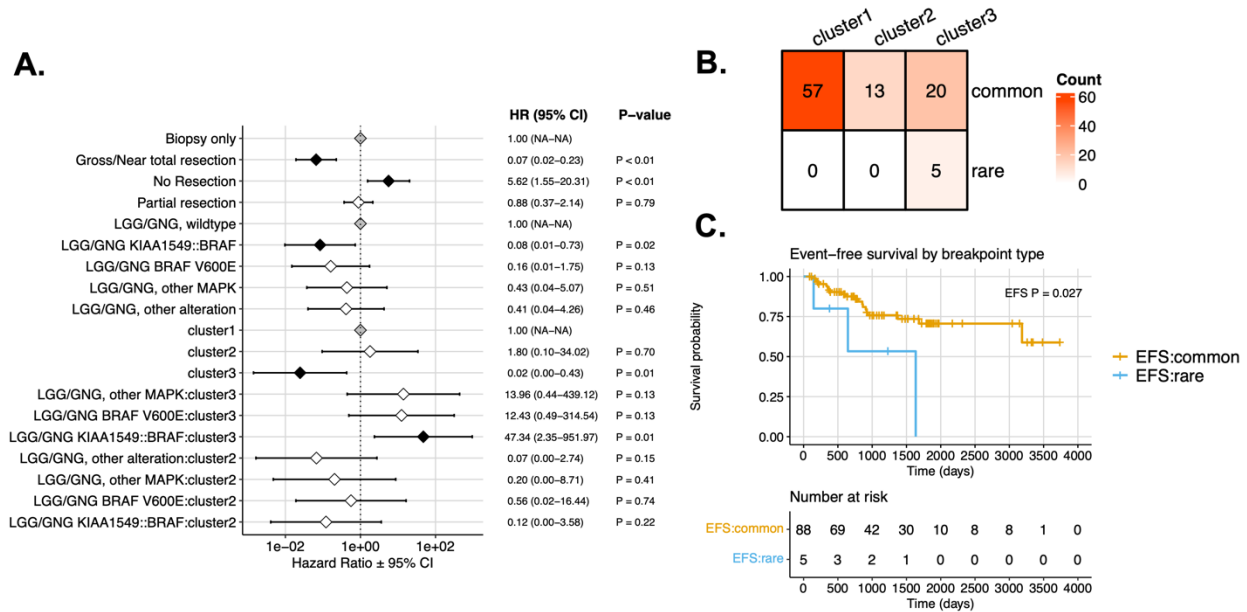 A.
HR (95% CI) P−value
Biopsy only 1.00 (NA−NA)
Gross/Near total resection 0.07 (0.02−0.23) P < 0.01
No Resection 5.62 (1.55−20.31) P < 0.01
Partial resection 0.88 (0.37−2.14) P = 0.79
LGG/GNG, wildtype 1.00 (NA−NA)
LGG/GNG KIAA1549::BRAF 0.08 (0.01−0.73) P = 0.02
LGG/GNG BRAF V600E 0.16 (0.01−1.75) P = 0.13
LGG/GNG, other MAPK 0.43 (0.04−5.07) P = 0.51
LGG/GNG, other alteration 0.41 (0.04−4.26) P = 0.46
cluster1 1.00 (NA−NA)
cluster2 1.80 (0.10−34.02) P = 0.70
cluster3 0.02 (0.00−0.43) P = 0.01
LGG/GNG, other MAPK:cluster3 13.96 (0.44−439.12) P = 0.13
LGG/GNG BRAF V600E:cluster3 12.43 (0.49−314.54) P = 0.13
LGG/GNG KIAA1549::BRAF:cluster3 47.34 (2.35−951.97) P = 0.01
LGG/GNG, other alteration:cluster2 0.07 (0.00−2.74) P = 0.15
LGG/GNG, other MAPK:cluster2 0.20 (0.00−8.71) P = 0.41
LGG/GNG BRAF V600E:cluster2 0.56 (0.02−16.44) P = 0.74
LGG/GNG KIAA1549::BRAF:cluster2 0.12 (0.00−3.58) P = 0.22
1e−02 1e+00 1e+02
Hazard Ratio ± 95% CI
B.
cluster1 cluster2 cluster3
57 13 20 common
0 0 5 rare
Count
60
40
20
0
C.
Event−free survival by breakpoint type
EFS P = 0.027
Survival probability
1.00
0.75
0.50
0.25
0.00
0 500 1000 1500 2000 2500 3000 3500 4000
Time (days)
EFS:common
EFS:rare
Number at risk
EFS:common 88 69 42 30 10 8 8 1 0
EFS:rare 5 3 2 1 0 0 0 0 0
0 500 1000 1500 2000 2500 3000 3500 4000
Time (days)